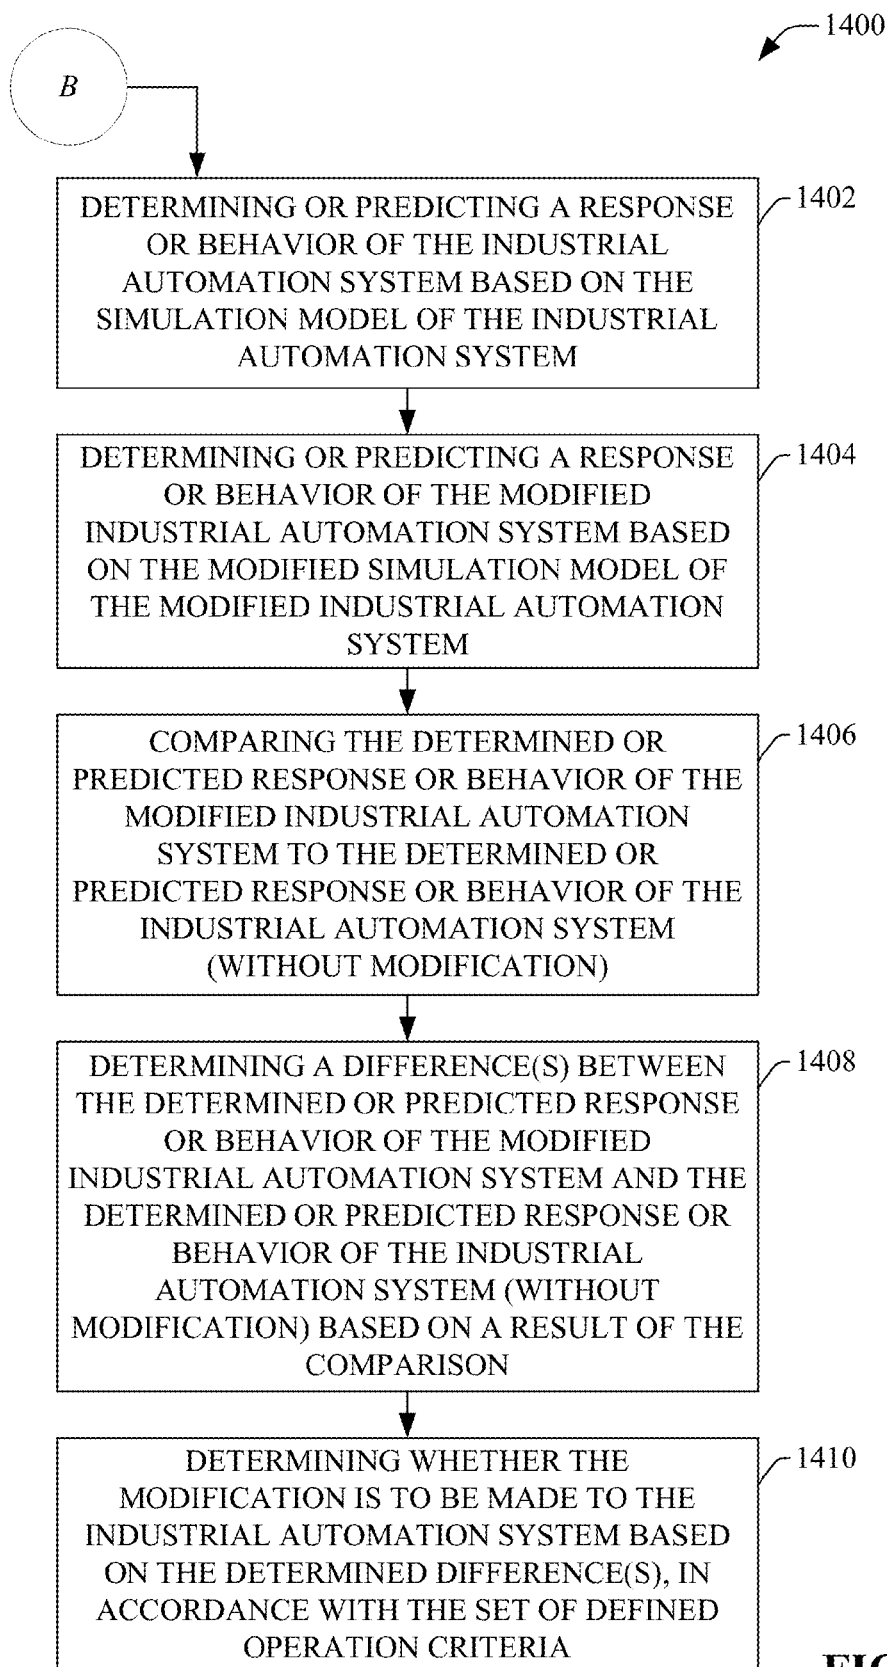 1400
B
1402
DETERMINING OR PREDICTING A RESPONSE
OR BEHAVIOR OF THE INDUSTRIAL
AUTOMATION SYSTEM BASED ON THE
SIMULATION MODEL OF THE INDUSTRIAL
AUTOMATION SYSTEM
1404
DETERMINING OR PREDICTING A RESPONSE
OR BEHAVIOR OF THE MODIFIED
INDUSTRIAL AUTOMATION SYSTEM BASED
ON THE MODIFIED SIMULATION MODEL OF
THE MODIFIED INDUSTRIAL AUTOMATION
SYSTEM
1406
COMPARING THE DETERMINED OR
PREDICTED RESPONSE OR BEHAVIOR OF THE
MODIFIED INDUSTRIAL AUTOMATION
SYSTEM TO THE DETERMINED OR
PREDICTED RESPONSE OR BEHAVIOR OF THE
INDUSTRIAL AUTOMATION SYSTEM
(WITHOUT MODIFICATION)
1408
DETERMINING A DIFFERENCE(S) BETWEEN
THE DETERMINED OR PREDICTED RESPONSE
OR BEHAVIOR OF THE MODIFIED
INDUSTRIAL AUTOMATION SYSTEM AND THE
DETERMINED OR PREDICTED RESPONSE OR
BEHAVIOR OF THE INDUSTRIAL
AUTOMATION SYSTEM (WITHOUT
MODIFICATION) BASED ON A RESULT OF THE
COMPARISON
1410
DETERMINING WHETHER THE
MODIFICATION IS TO BE MADE TO THE
INDUSTRIAL AUTOMATION SYSTEM BASED
ON THE DETERMINED DIFFERENCE(S), IN
ACCORDANCE WITH THE SET OF DEFINED
OPERATION CRITERIA